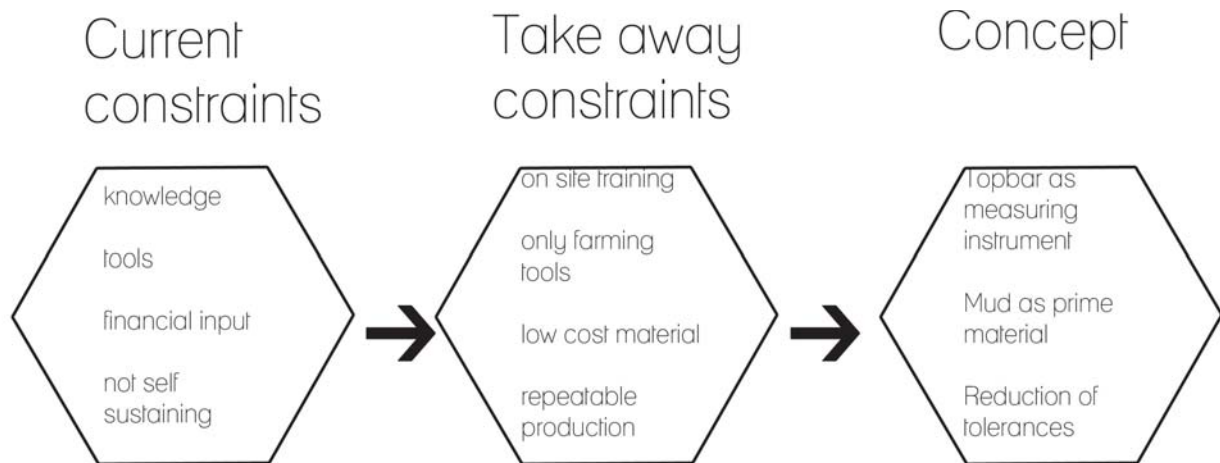 Current
constraints
knowledge
tools
financial input
not self
sustaining
Take away
constraints
on site training
only farming
tools
low cost material
repeatable
production
Concept
Topbar as
measuring
instrument
Mud as prime
material
Reduction of
tolerances